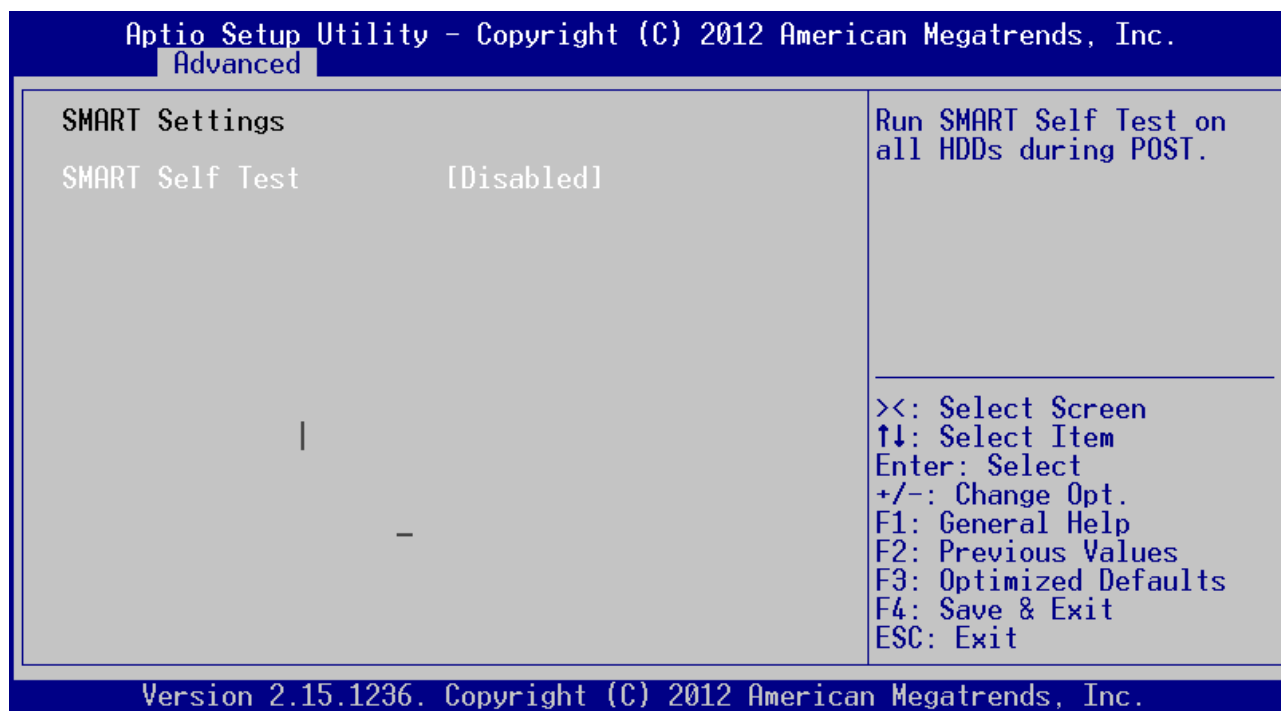 Aptio Setup Utility – Copyright (C) 2012 American Megatrends, Inc.
Advanced
SMART Settings
SMART Self Test [Disabled]
Run SMART Self Test on
all HDDs during POST.
><: Select Screen
↑↓: Select Item
Enter: Select
+/-: Change Opt.
F1: General Help
F2: Previous Values
F3: Optimized Defaults
F4: Save & Exit
ESC: Exit
Version 2.15.1236. Copyright (C) 2012 American Megatrends, Inc.